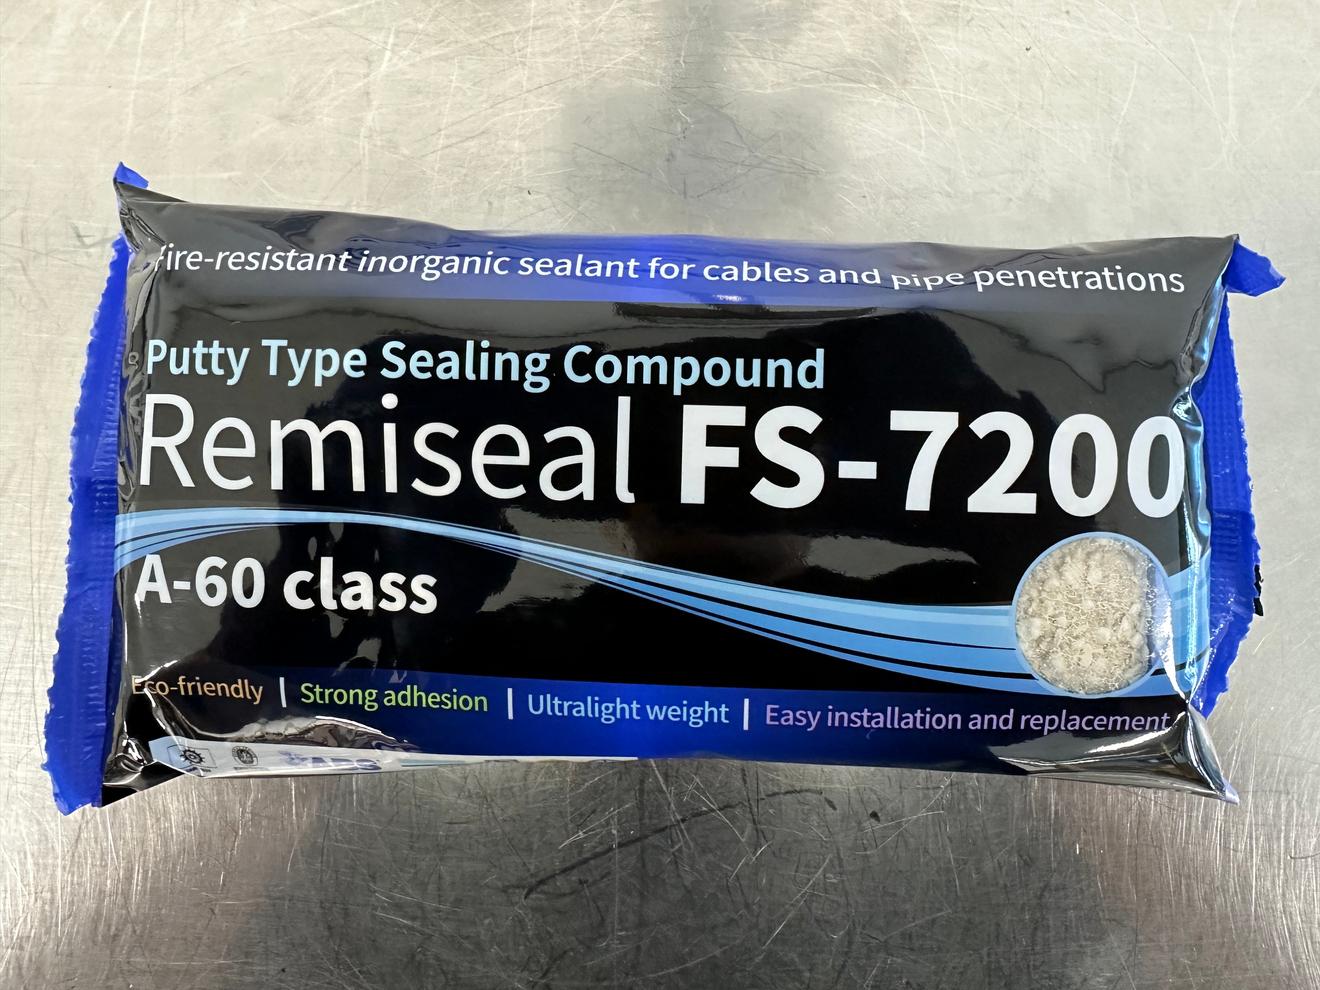 Fire-resistant inorganic sealant for cables and pipe penetrations
Putty Type Sealing Compound
Remiseal FS-7200
A-60 class
Eco-friendly | Strong adhesion | Ultralight weight | Easy installation and replacement